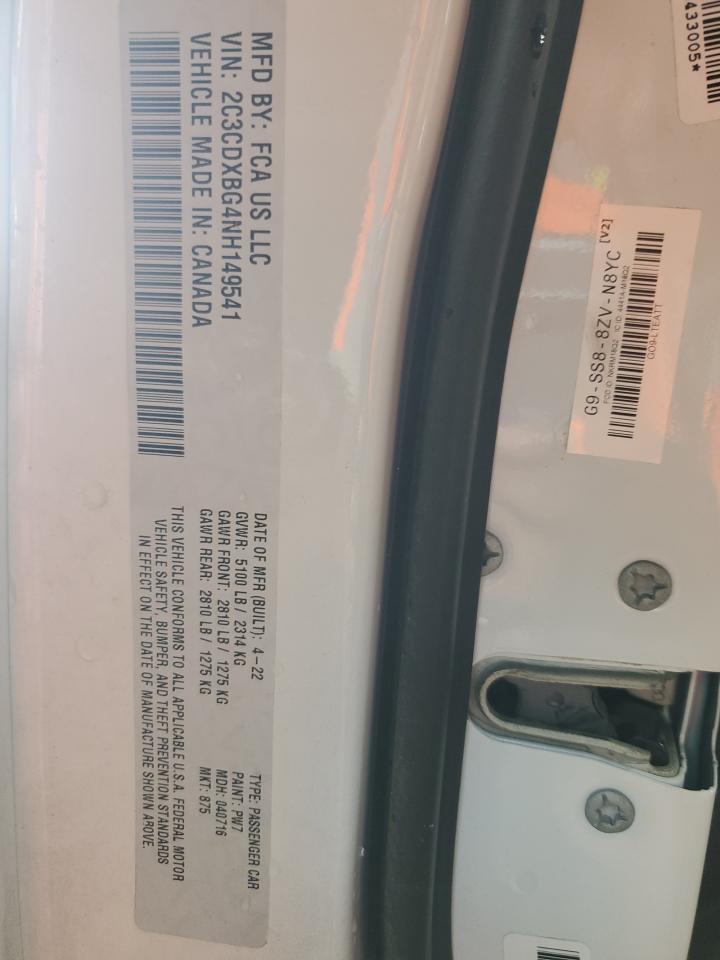 MFD BY: FCA US LLC
VIN: 2C3CDXBG4NH149541
VEHICLE MADE IN: CANADA
DATE OF MFR (BUILT): 4-22
GVWR: 5100 LB / 2314 KG
GAWR FRONT: 2810 LB / 1275 KG
GAWR REAR: 2810 LB / 1275 KG
TYPE: PASSENGER CAR
PAINT: PW7
MDH: 040716
MKT: 875
THIS VEHICLE CONFORMS TO ALL APPLICABLE U.S.A. FEDERAL MOTOR
VEHICLE SAFETY, BUMPER, AND THEFT PREVENTION STANDARDS
IN EFFECT ON THE DATE OF MANUFACTURE SHOWN ABOVE.
433005*
G9-SS8-8ZV-N8YC [V2]